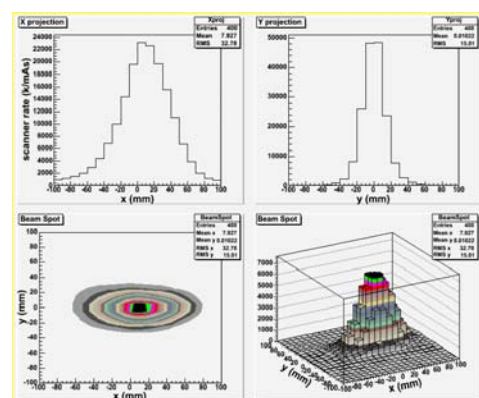 X projection
Xproj
Entries 400
Mean 7.927
RMS 32.78
scanner rate (k/mAs)
24000
22000
20000
18000
16000
14000
12000
10000
8000
6000
4000
2000
0
-100 -80 -60 -40 -20 0 20 40 60 80 100
x (mm)
Y projection
Yproj
Entries 400
Mean 0.01022
RMS 15.01
50000
40000
30000
20000
10000
0
-100 -80 -60 -40 -20 0 20 40 60 80 100
y (mm)
Beam Spot
BeamSpot
Entries 400
Mean x 7.927
Mean y 0.01022
RMS x 32.78
RMS y 15.01
y (mm)
100
80
60
40
20
0
-20
-40
-60
-80
-100
-100 -80 -60 -40 -20 0 20 40 60 80 100
x (mm)
Beam Spot
BeamSpot
Entries 400
Mean x 7.927
Mean y 0.01022
RMS x 32.78
RMS y 15.01
7000
6000
5000
4000
3000
2000
1000
0
y (mm)
x (mm)